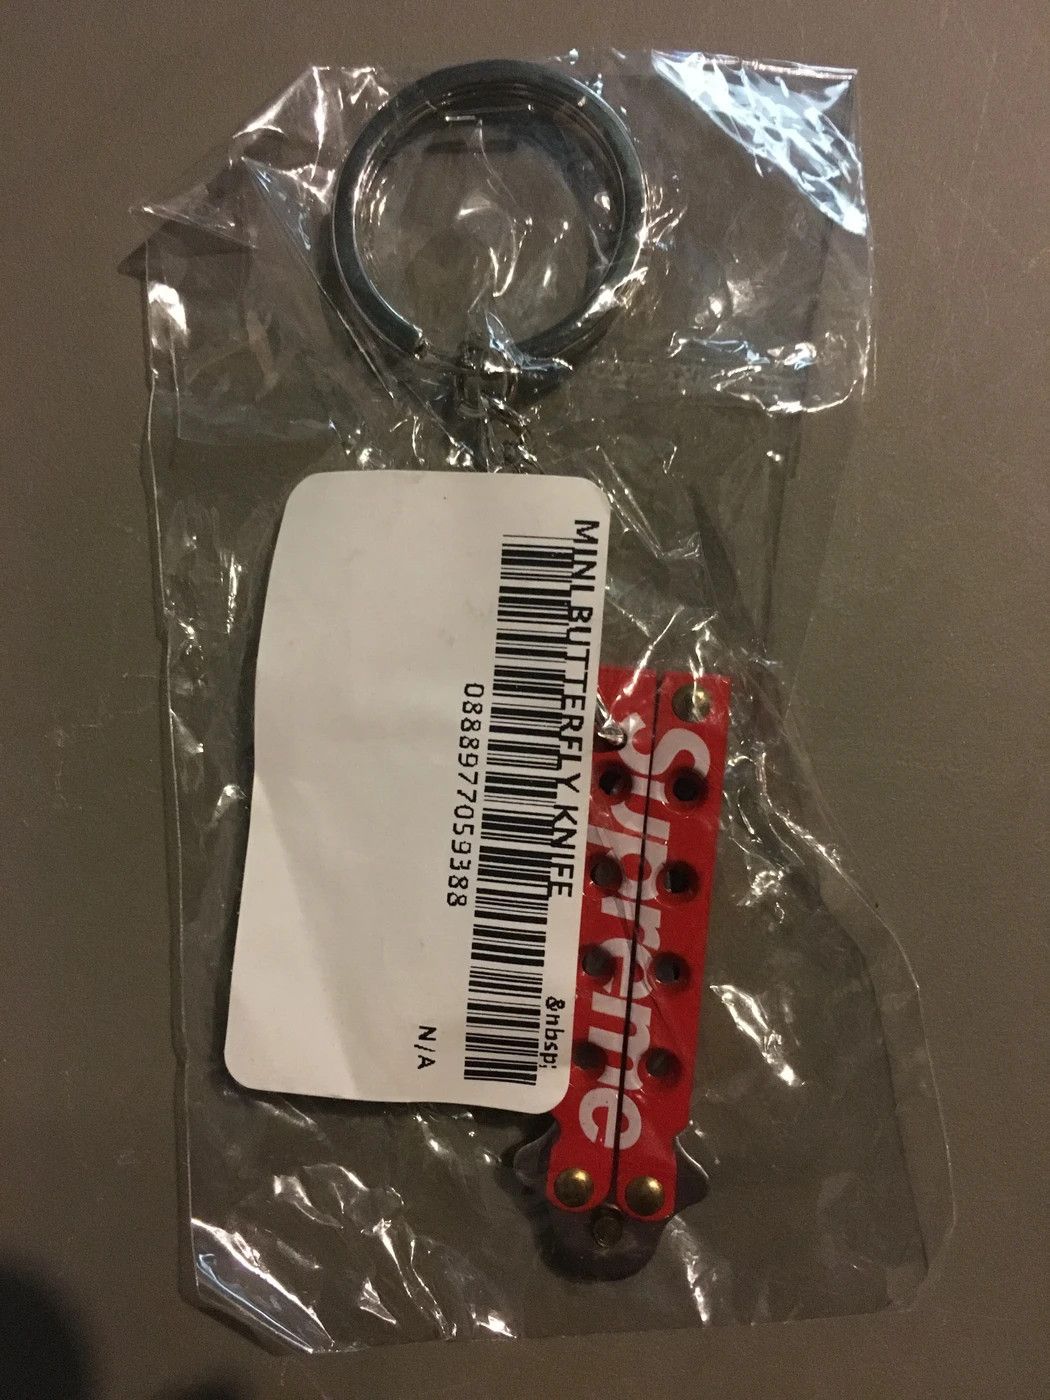 MINI BUTTERFLY KNIFE
&nbsp;
0888977059388
N/A
Supreme